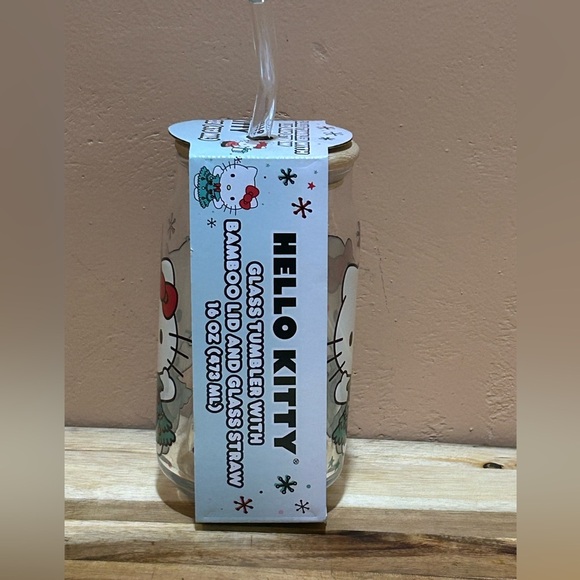 HELLO KITTY®
GLASS TUMBLER WITH
BAMBOO LID AND GLASS STRAW
16 OZ (473 ML)